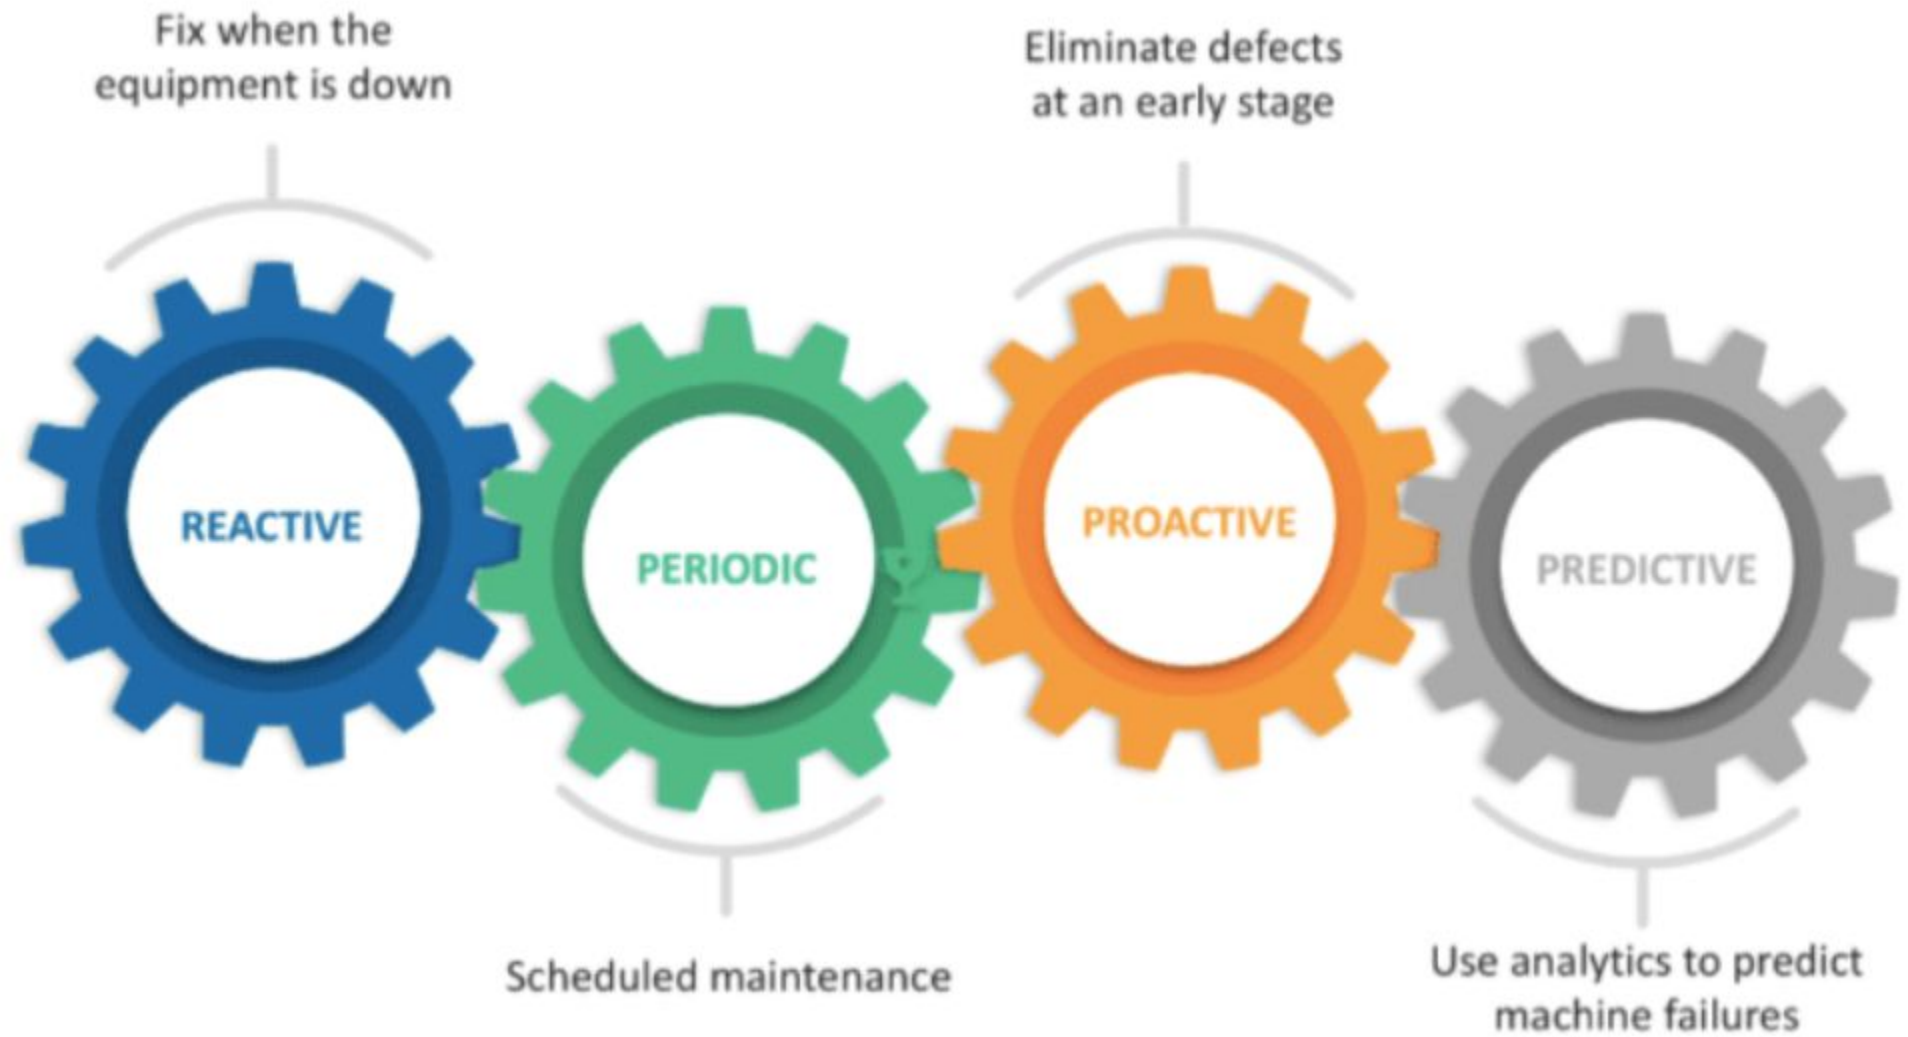 Fix when the
equipment is down
Eliminate defects
at an early stage
REACTIVE
PERIODIC
PROACTIVE
PREDICTIVE
Scheduled maintenance
Use analytics to predict
machine failures